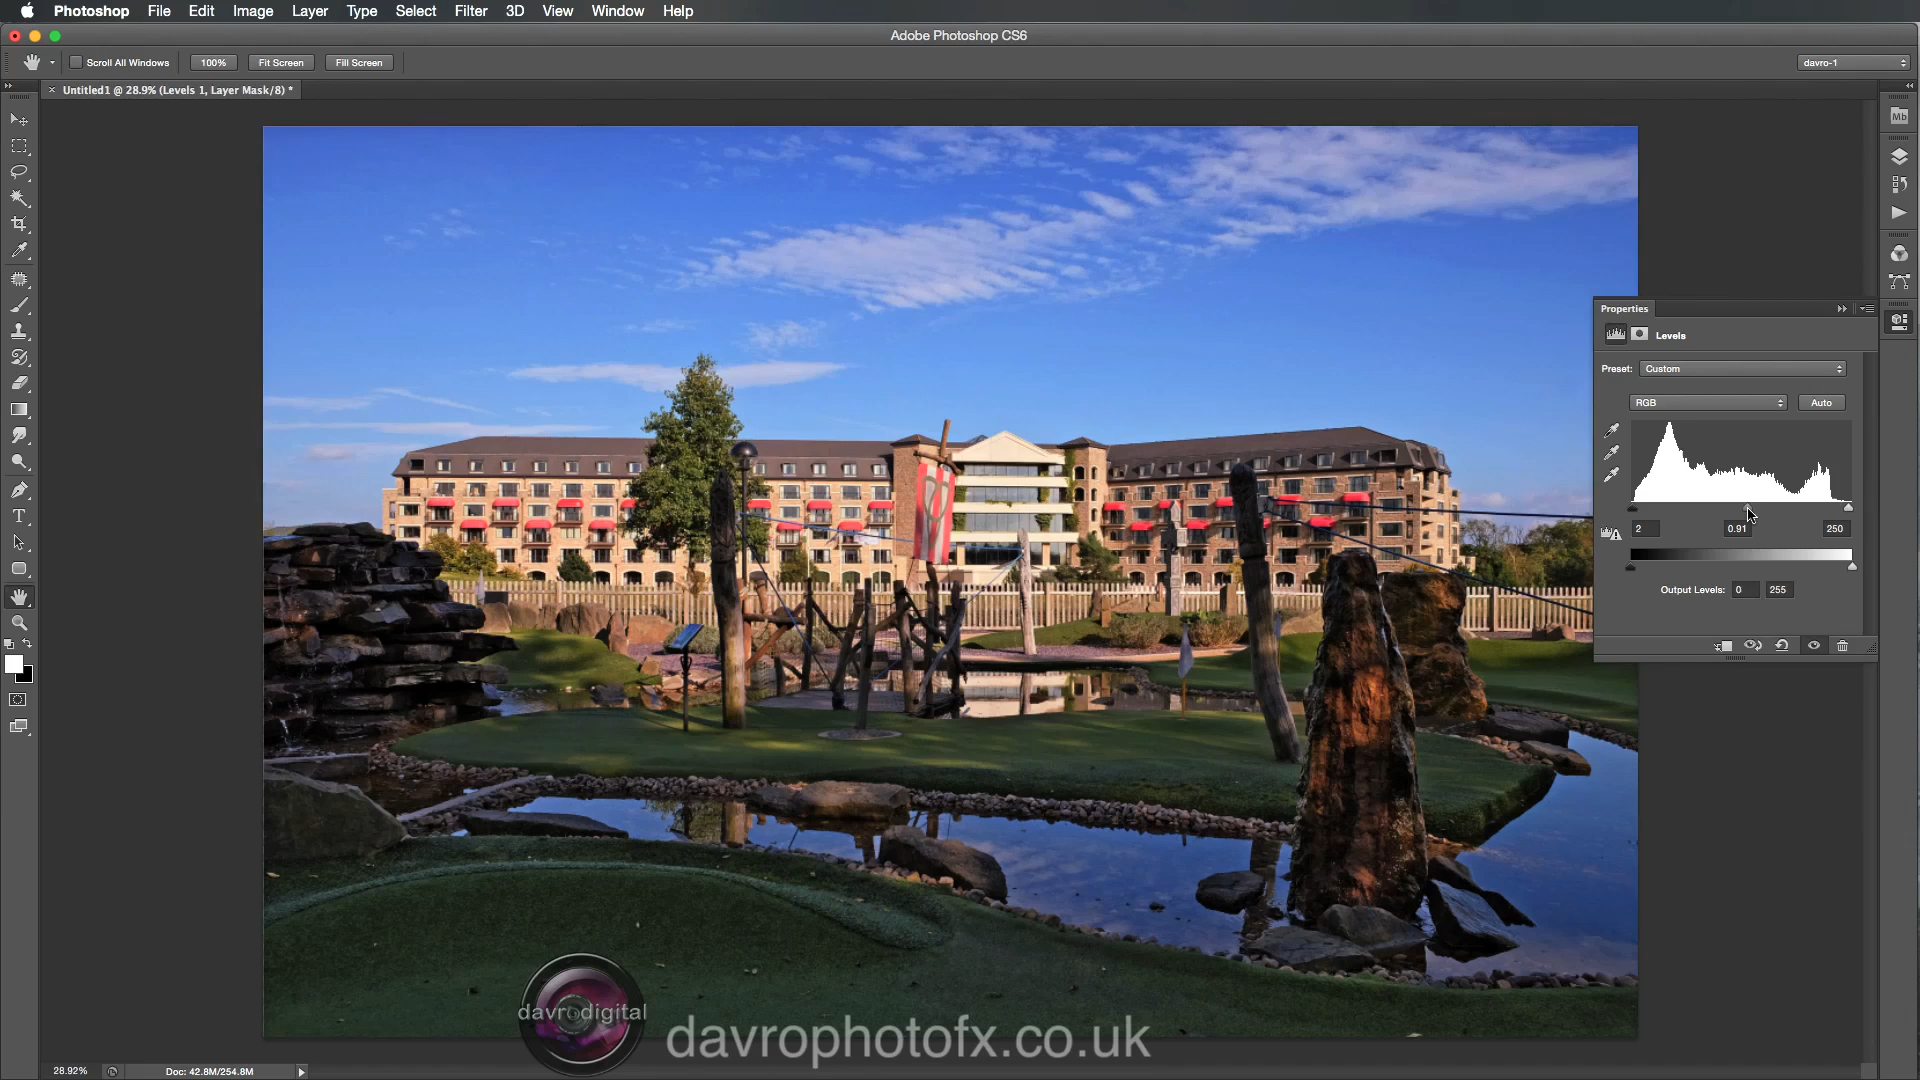 Photoshop File Edit Image Layer Type Select Filter 3D View Window Help
Adobe Photoshop CS6
Scroll All Windows 100% Fit Screen Fill Screen davro-1
× Untitled1 @ 28.9% (Levels 1, Layer Mask/8) *
Mb
Properties
Levels
Preset: Custom
RGB Auto
2 0.91 250
Output Levels: 0 255
davrodigital
davrophotofx.co.uk
28.92% Doc: 42.8M/254.8M